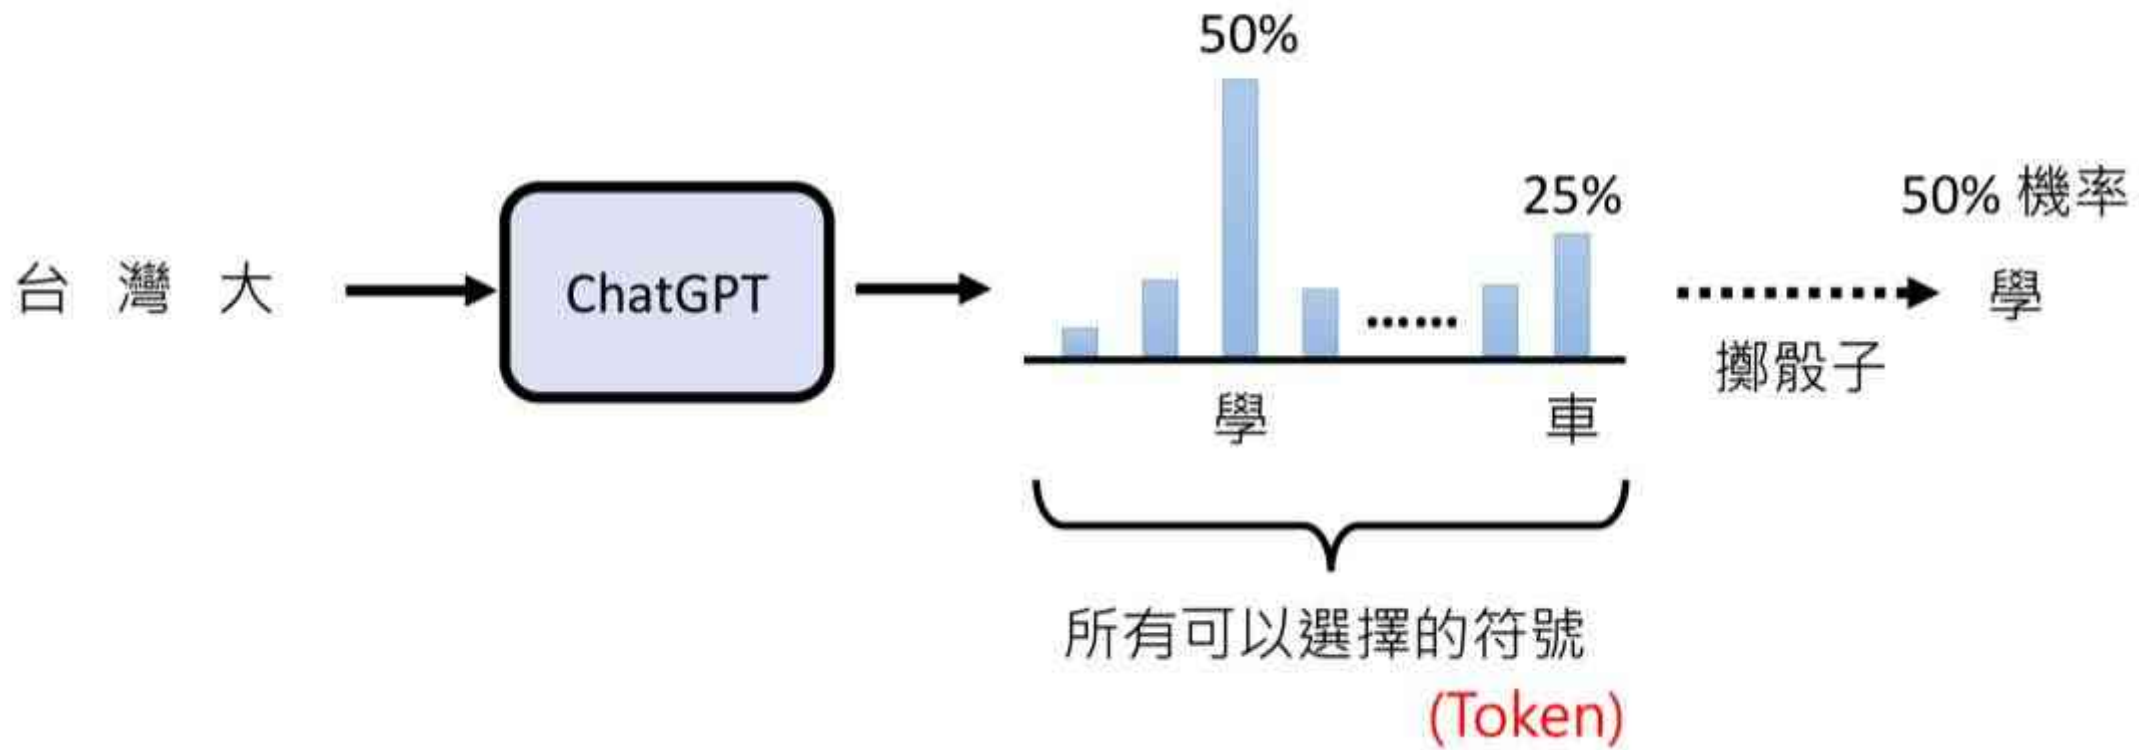 50%
25%
50% 機率
台 灣 大
ChatGPT
學
擲骰子
學
車
所有可以選擇的符號
(Token)